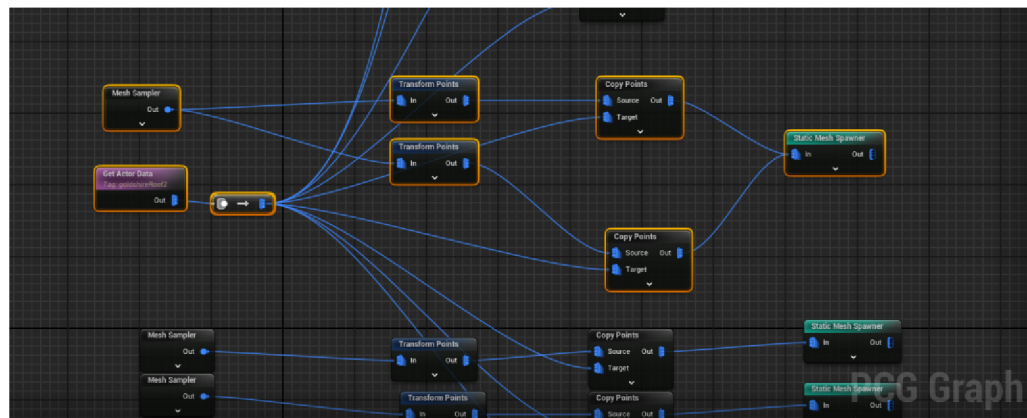 Mesh Sampler
Out
Transform Points
In Out
Copy Points
Source Out
Target
Transform Points
In Out
Static Mesh Spawner
In Out
Get Actor Data
Out
Copy Points
Source Out
Target
Mesh Sampler
Out
Transform Points
In Out
Copy Points
Source Out
Target
Static Mesh Spawner
In Out
Mesh Sampler
Out
Transform Points
In Out
Copy Points
Source Out
Static Mesh Spawner
In Out
PCG Graph